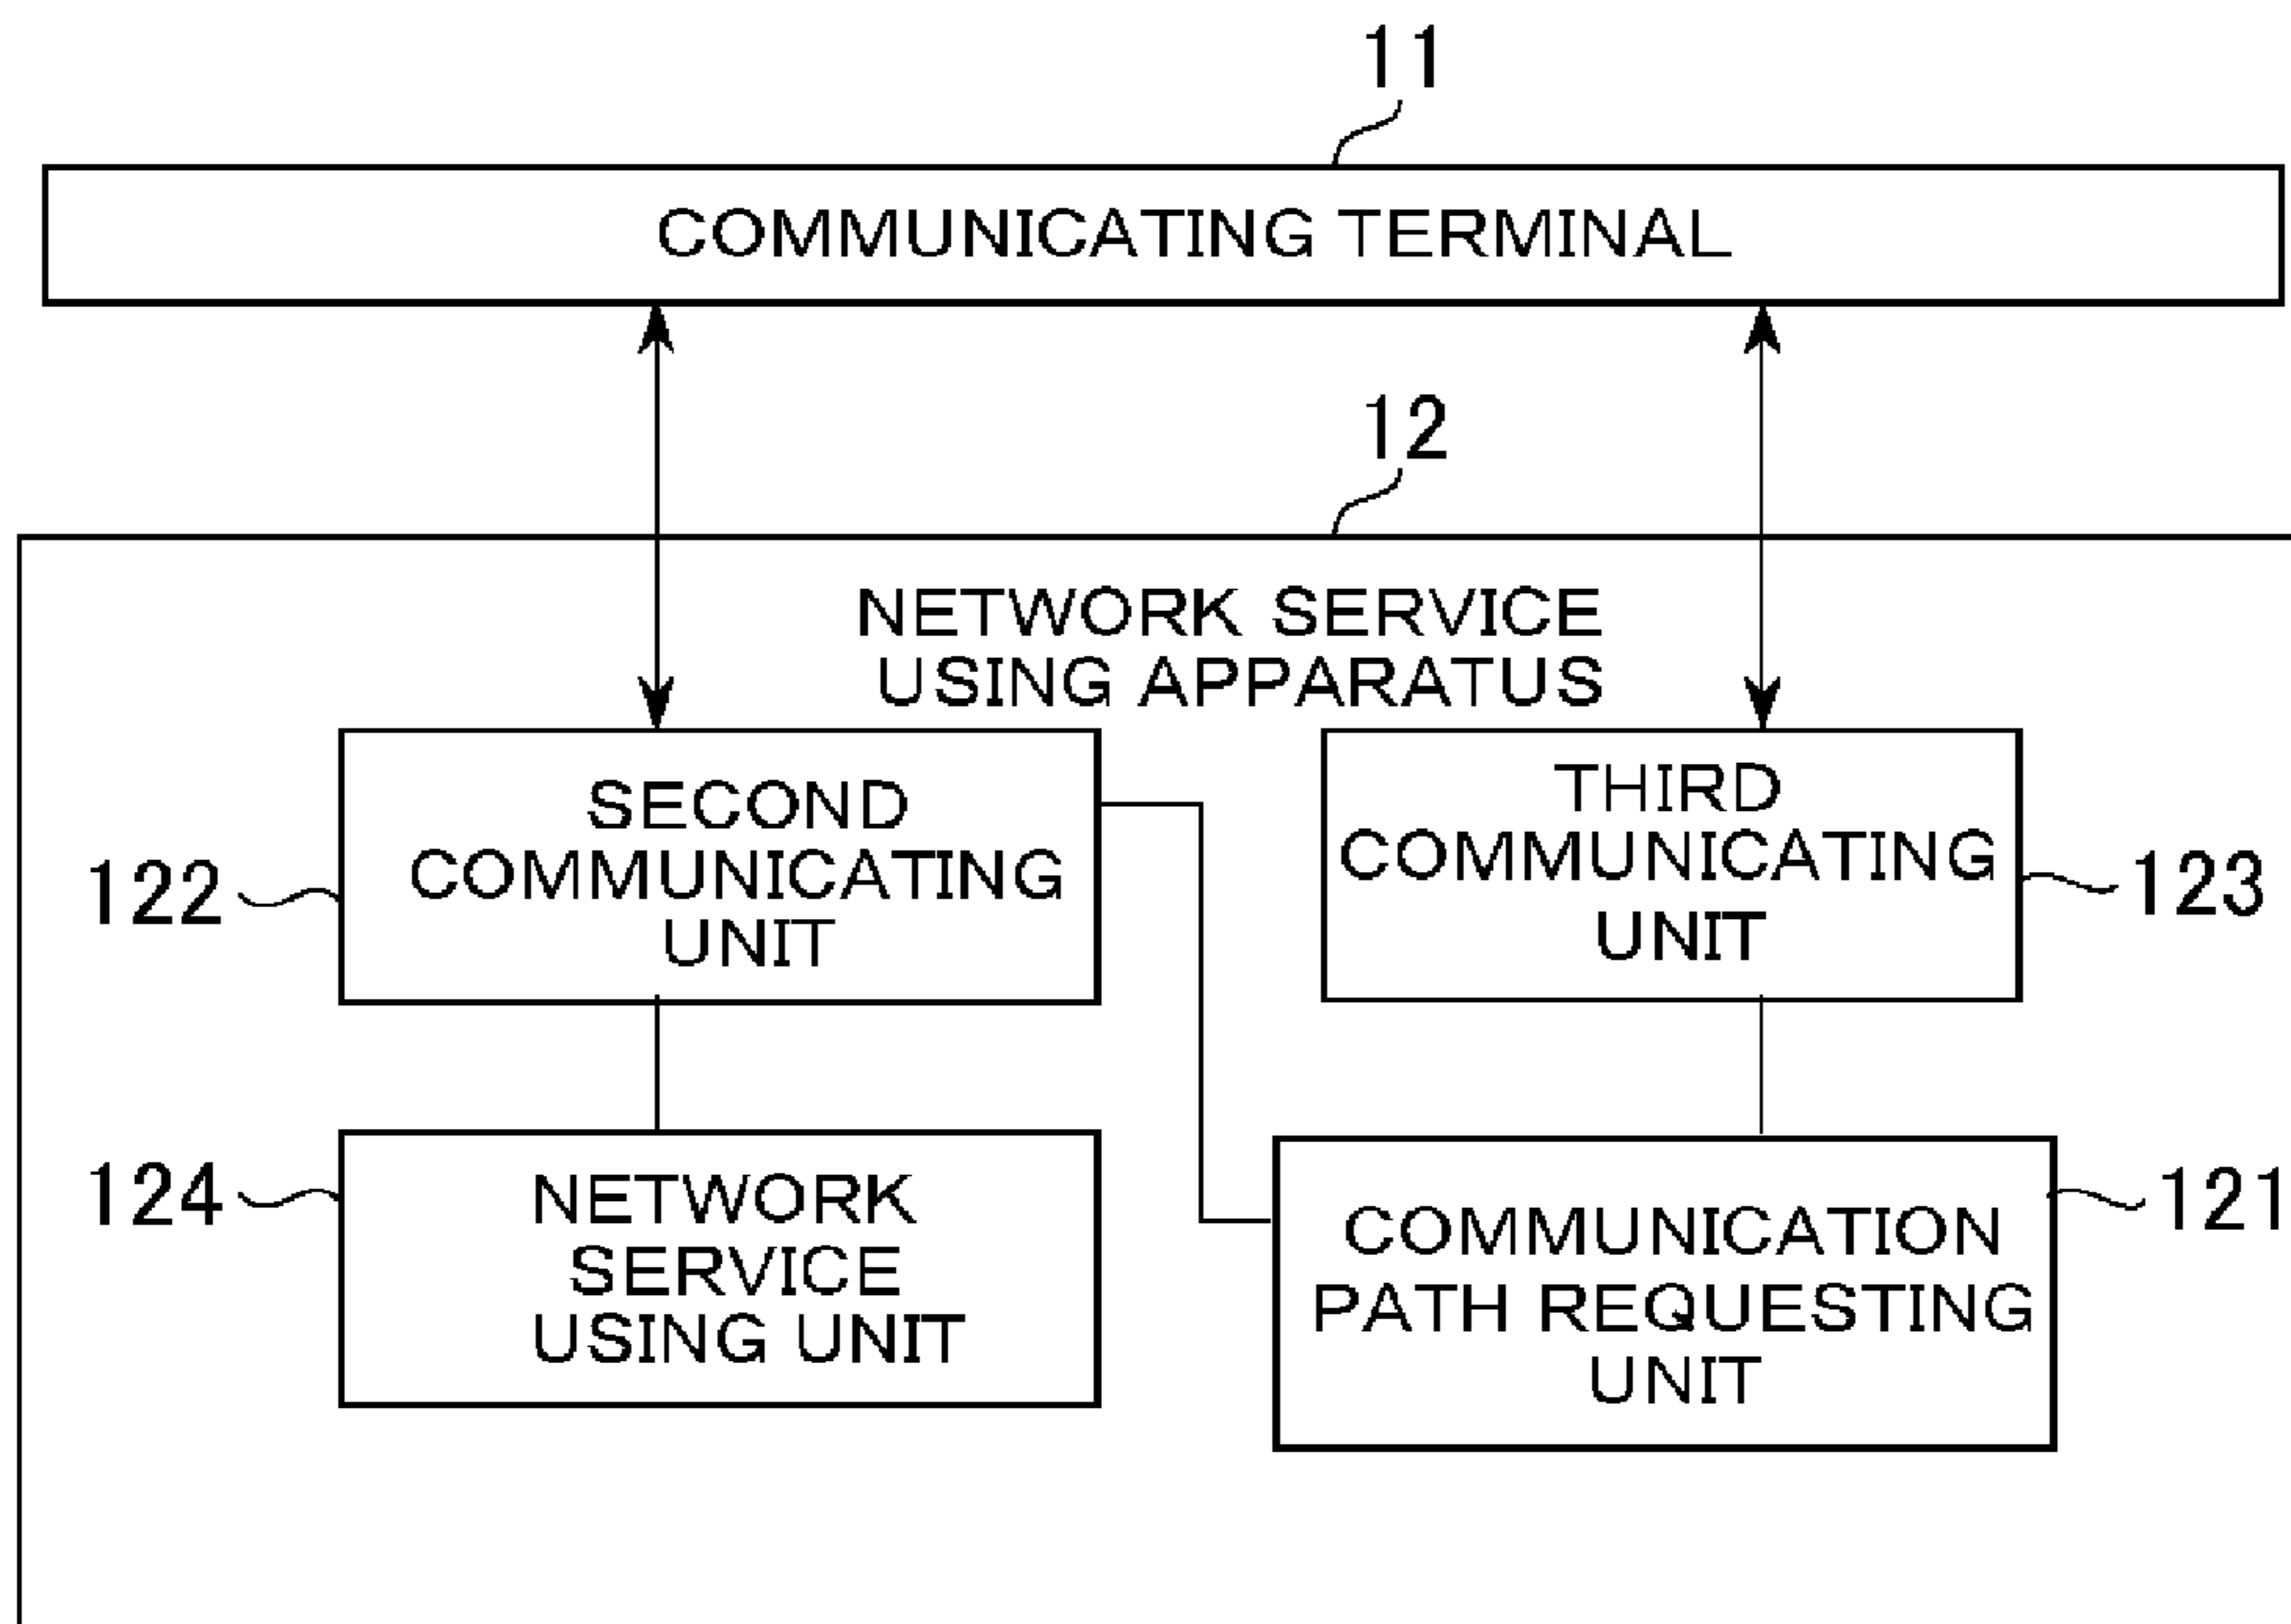 11
COMMUNICATING TERMINAL
12
NETWORK SERVICE
USING APPARATUS
SECOND
COMMUNICATING
UNIT
122
THIRD
COMMUNICATING
UNIT
123
NETWORK
SERVICE
USING UNIT
124
COMMUNICATION
PATH REQUESTING
UNIT
121